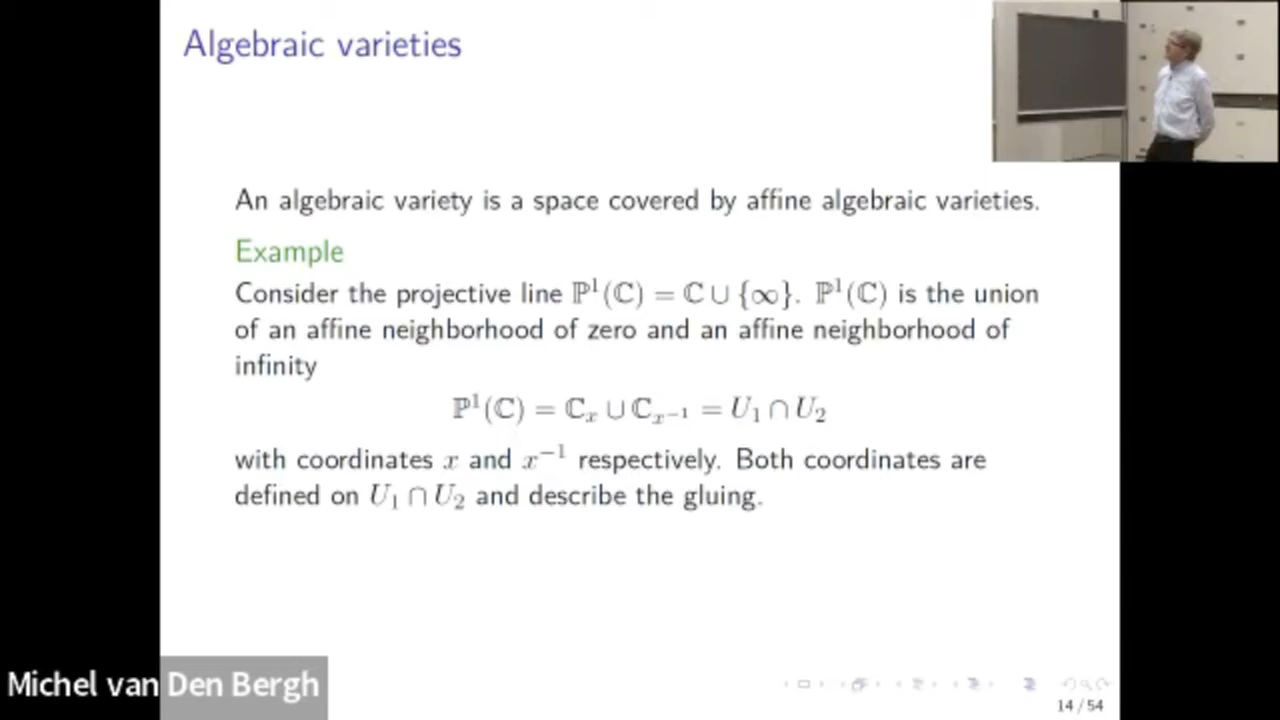 Algebraic varieties
An algebraic variety is a space covered by affine algebraic varieties.
Example
Consider the projective line ℙ¹(ℂ) = ℂ ∪ {∞}. ℙ¹(ℂ) is the union
of an affine neighborhood of zero and an affine neighborhood of
infinity
ℙ¹(ℂ) = ℂₓ ∪ ℂₓ₋₁ = U₁ ∩ U₂
with coordinates x and x⁻¹ respectively. Both coordinates are
defined on U₁ ∩ U₂ and describe the gluing.
Michel van Den Bergh
14 / 54